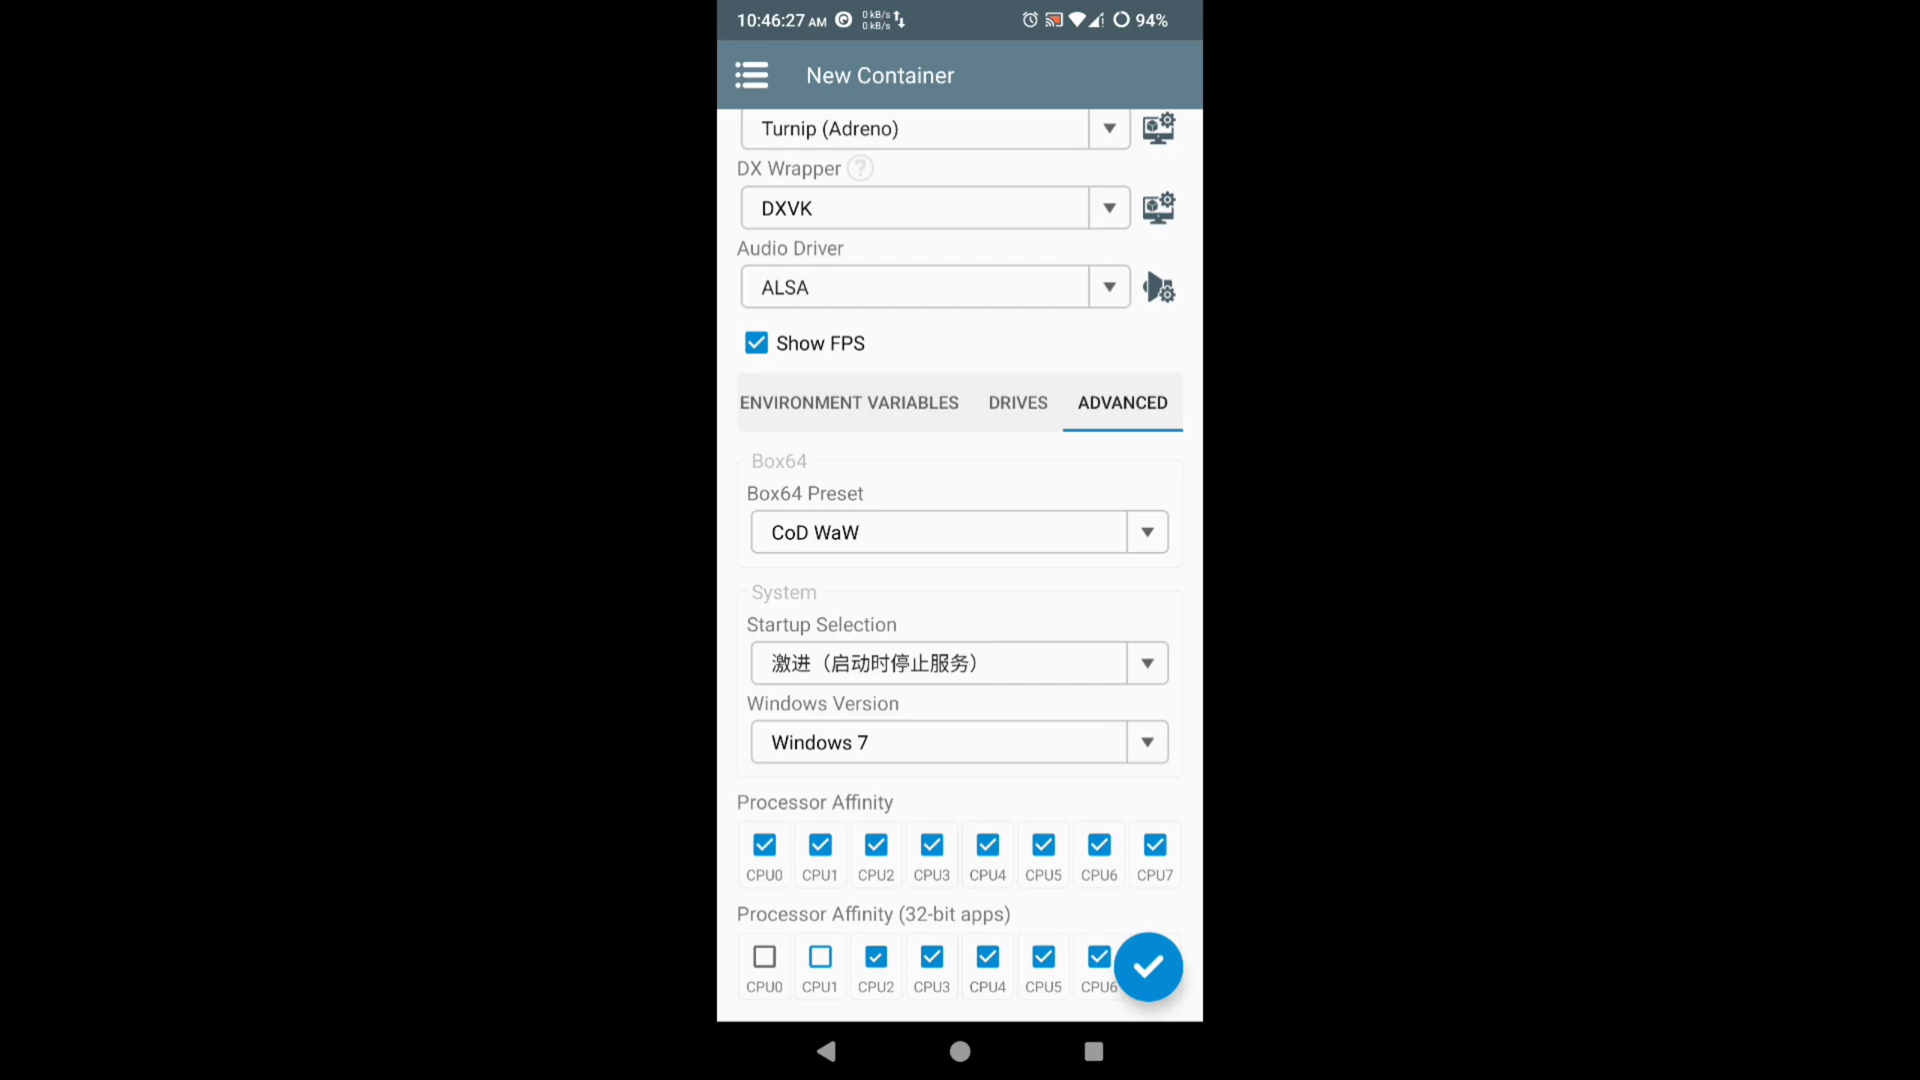 10:46:27 AM 0 kB/s 0 kB/s 94%
New Container
Turnip (Adreno)
DX Wrapper ?
DXVK
Audio Driver
ALSA
Show FPS
ENVIRONMENT VARIABLES DRIVES ADVANCED
Box64
Box64 Preset
CoD WaW
System
Startup Selection
激进（启动时停止服务）
Windows Version
Windows 7
Processor Affinity
CPU0 CPU1 CPU2 CPU3 CPU4 CPU5 CPU6 CPU7
Processor Affinity (32-bit apps)
CPU0 CPU1 CPU2 CPU3 CPU4 CPU5 CPU6